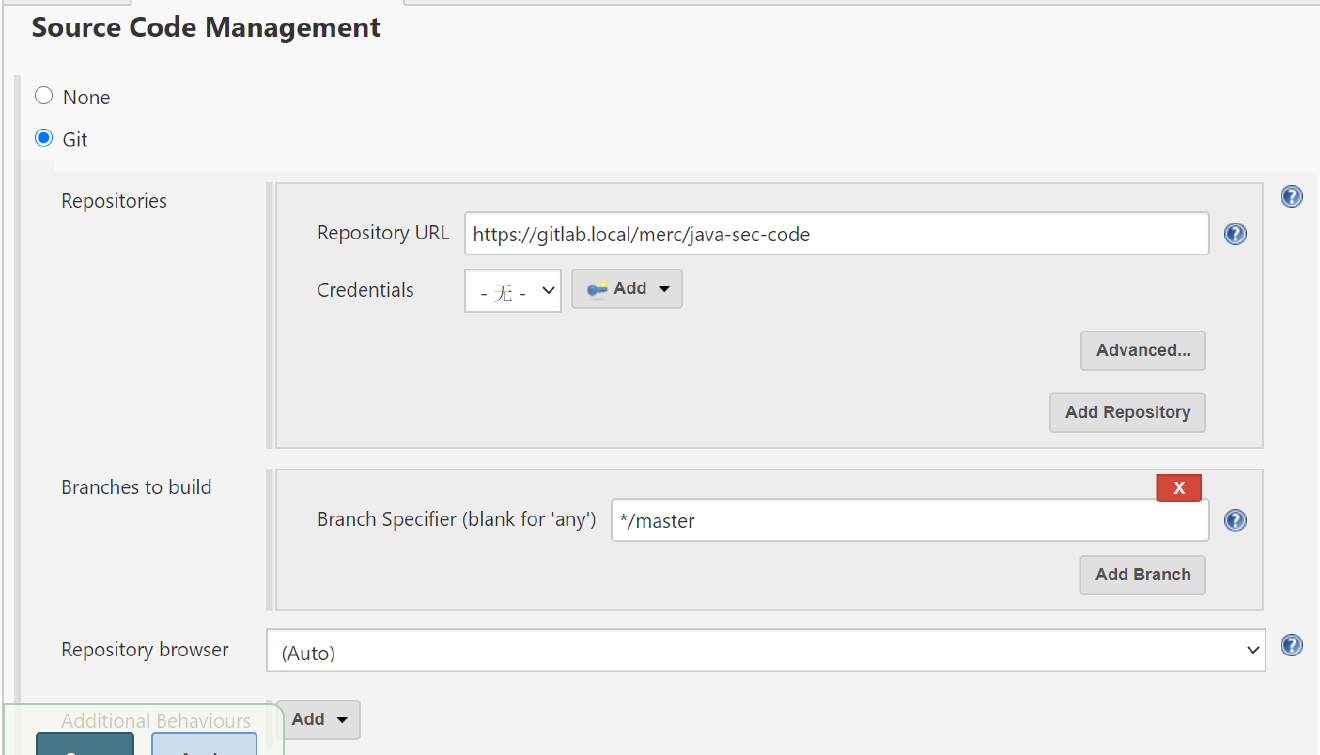 Source Code Management
None
Git
Repositories
Repository URL https://gitlab.local/merc/java-sec-code
Credentials - 无 - Add
Advanced...
Add Repository
Branches to build
X
Branch Specifier (blank for 'any') */master
Add Branch
Repository browser (Auto)
Additional Behaviours Add